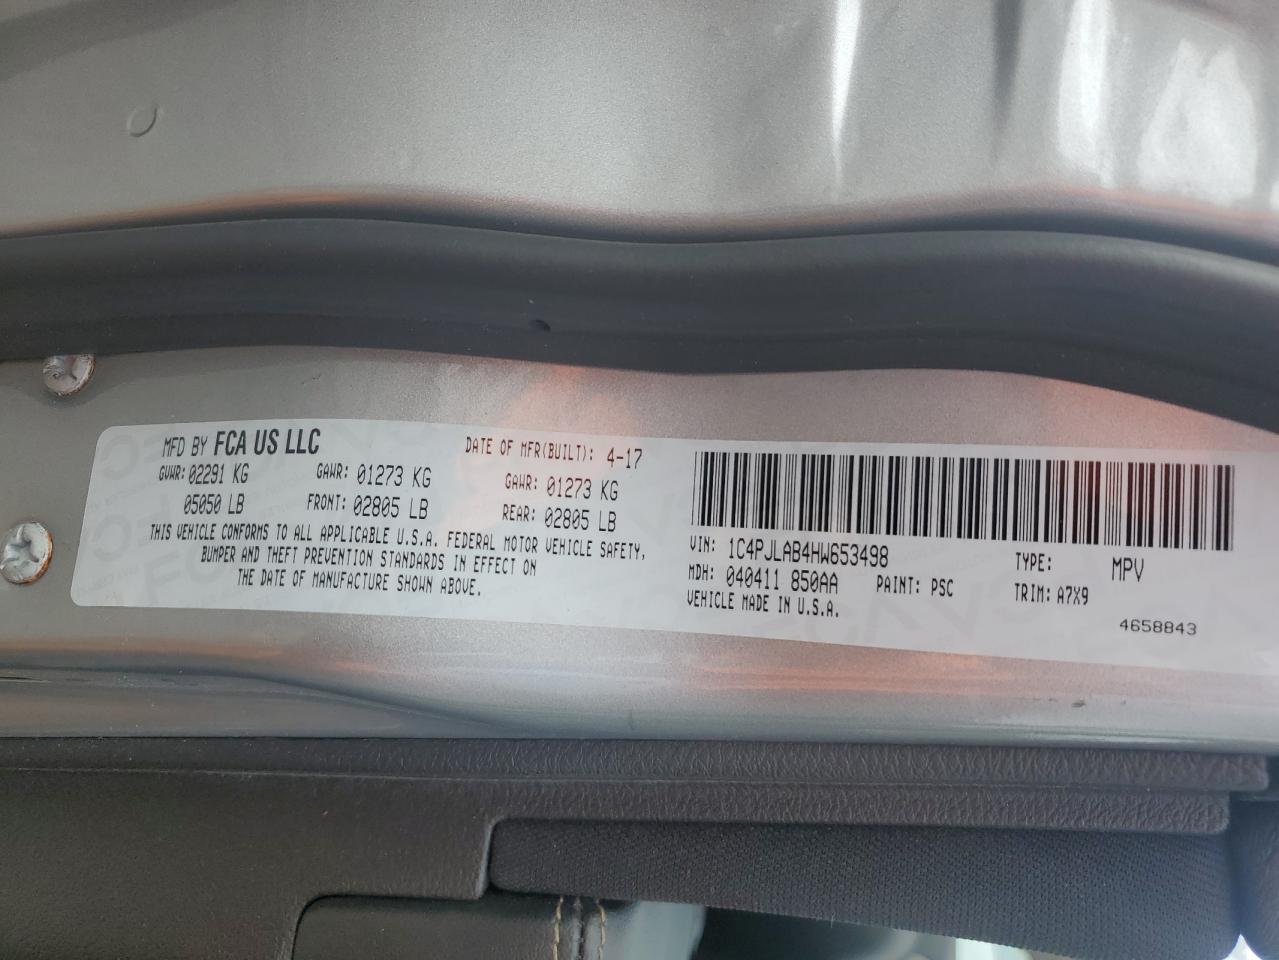 MFD BY FCA US LLC
DATE OF MFR(BUILT): 4-17
GVWR: 02291 KG
GAWR: 01273 KG
GAWR: 01273 KG
05050 LB
FRONT: 02805 LB
REAR: 02805 LB
THIS VEHICLE CONFORMS TO ALL APPLICABLE U.S.A. FEDERAL MOTOR VEHICLE SAFETY,
BUMPER AND THEFT PREVENTION STANDARDS IN EFFECT ON
THE DATE OF MANUFACTURE SHOWN ABOVE.
VIN: 1C4PJLAB4HW653498
TYPE: MPV
MDH: 040411 850AA
PAINT: PSC
TRIM: A7X9
VEHICLE MADE IN U.S.A.
4658843